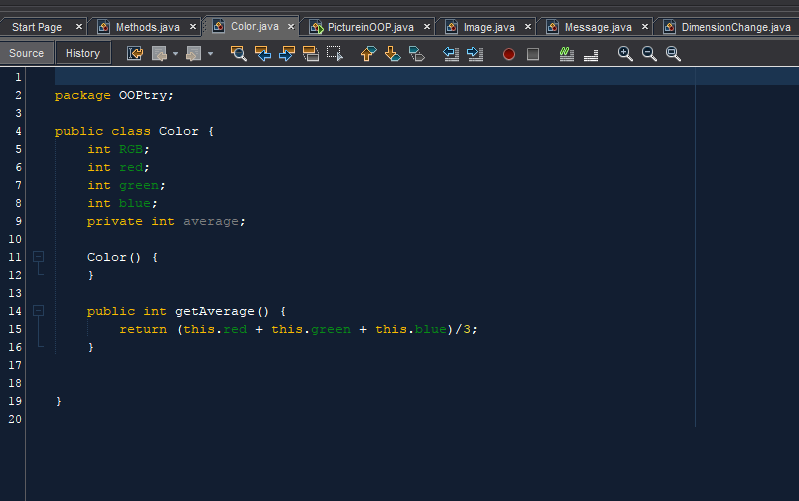 Start Page × Methods.java × Color.java × PictureinOOP.java × Image.java × Message.java × DimensionChange.java
Source History
1
2 package OOPtry;
3
4 public class Color {
5 int RGB;
6 int red;
7 int green;
8 int blue;
9 private int average;
10
11 Color() {
12 }
13
14 public int getAverage() {
15 return (this.red + this.green + this.blue)/3;
16 }
17
18
19 }
20